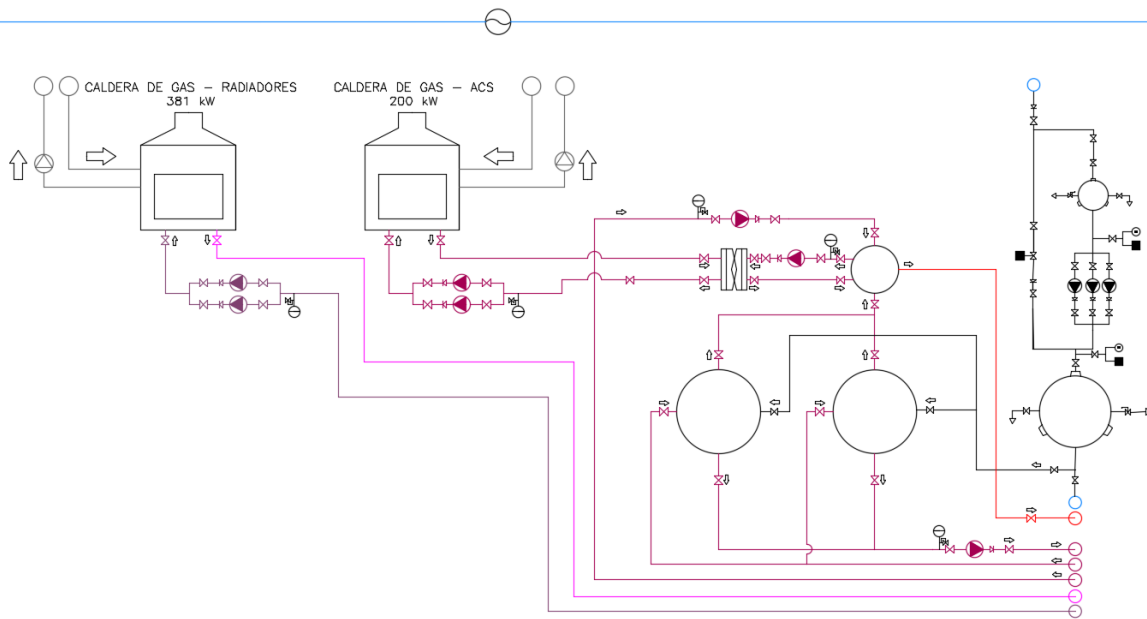 CALDERA DE GAS – RADIADORES
381 kW
CALDERA DE GAS – ACS
200 kW